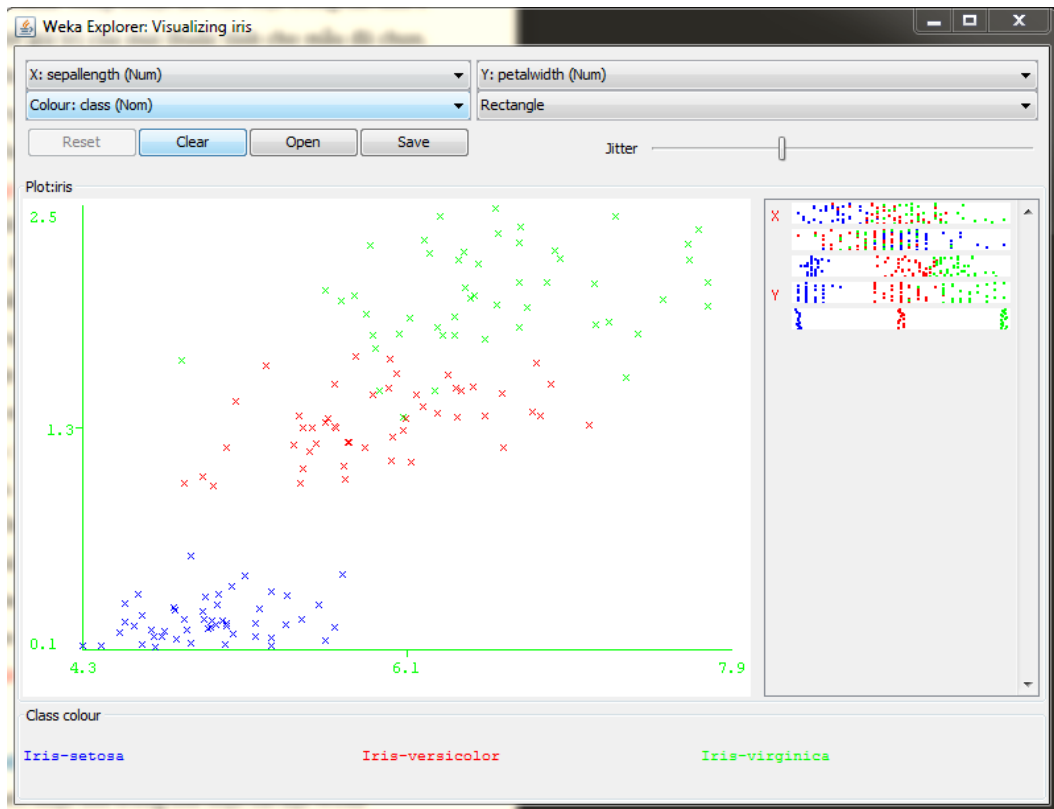 Weka Explorer: Visualizing iris
X: sepallength (Num)
Y: petalwidth (Num)
Colour: class (Nom)
Rectangle
Reset
Clear
Open
Save
Jitter
Plot:iris
2.5
1.3
0.1
4.3
6.1
7.9
X
Y
Class colour
Iris-setosa
Iris-versicolor
Iris-virginica